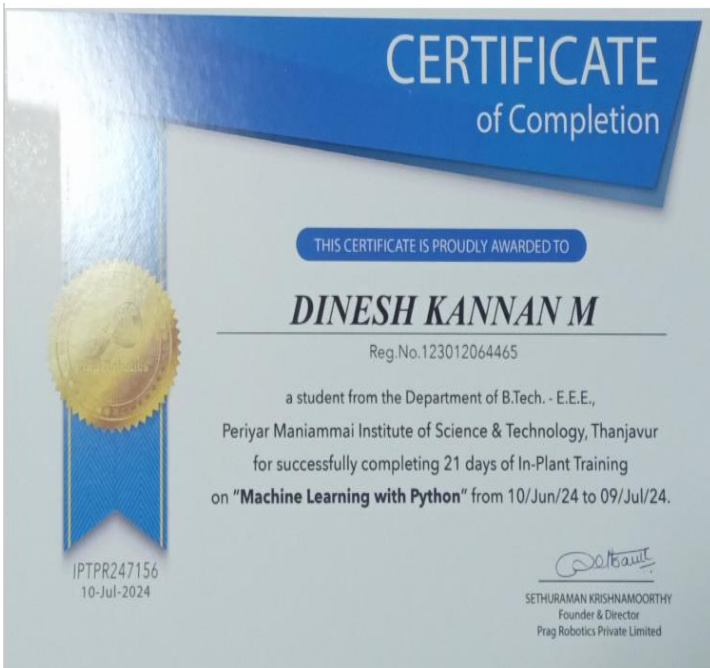 CERTIFICATE
of Completion
THIS CERTIFICATE IS PROUDLY AWARDED TO
DINESH KANNAN M
Reg.No.123012064465
a student from the Department of B.Tech. - E.E.E.,
Periyar Maniammai Institute of Science & Technology, Thanjavur
for successfully completing 21 days of In-Plant Training
on “Machine Learning with Python” from 10/Jun/24 to 09/Jul/24.
IPTPR247156
10-Jul-2024
SETHURAMAN KRISHNAMOORTHY
Founder & Director
Prag Robotics Private Limited